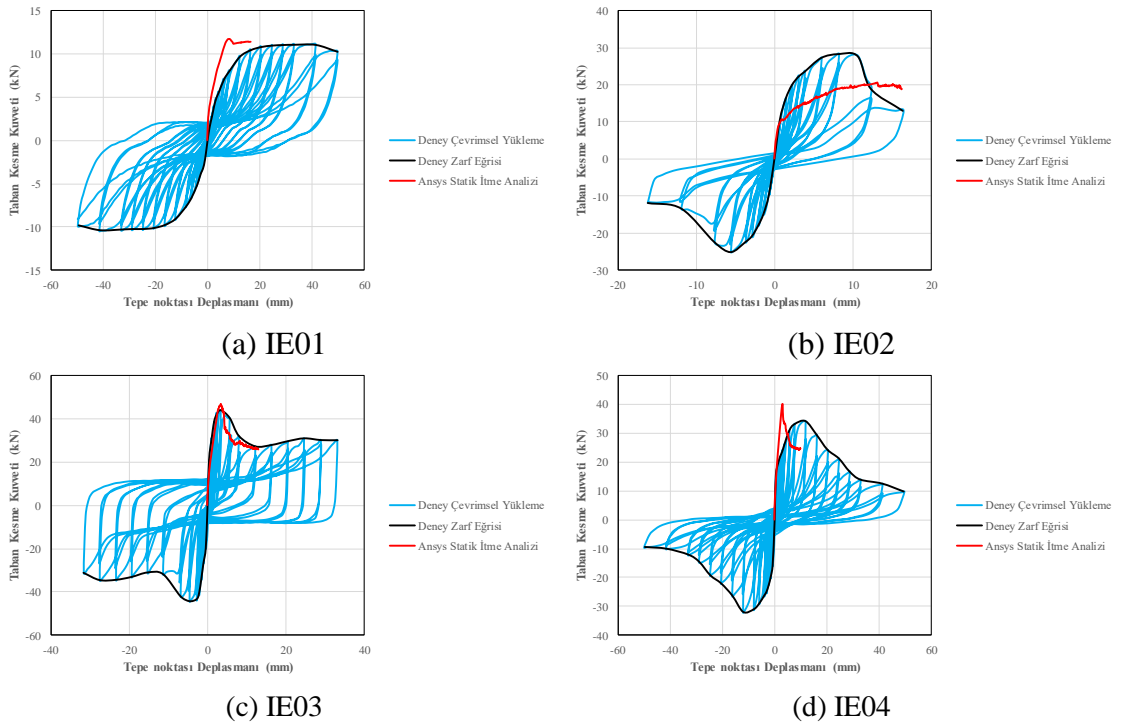 15
10
5
0
-5
-10
-15
-60 -40 -20 0 20 40 60
Taban Kesme Kuvveti (kN)
Tepe noktası Deplasmanı (mm)
Deney Çevrimsel Yükleme
Deney Zarf Eğrisi
Ansys Statik İtme Analizi
(a) IE01
40
30
20
10
0
-10
-20
-30
-20 -10 0 10 20
Taban Kesme Kuvveti (kN)
Tepe noktası Deplasmanı (mm)
Deney Çevrimsel Yükleme
Deney Zarf Eğrisi
Ansys Statik İtme Analizi
(b) IE02
60
40
20
0
-20
-40
-60
-40 -20 0 20 40
Taban Kesme Kuvveti (kN)
Tepe noktası Deplasmanı (mm)
Deney Çevrimsel Yükleme
Deney Zarf Eğrisi
Ansys Statik İtme Analizi
(c) IE03
50
40
30
20
10
0
-10
-20
-30
-40
-60 -40 -20 0 20 40 60
Taban Kesme Kuvveti (kN)
Tepe noktası Deplasmanı (mm)
Deney Çevrimsel Yükleme
Deney Zarf Eğrisi
Ansys Statik İtme Analizi
(d) IE04